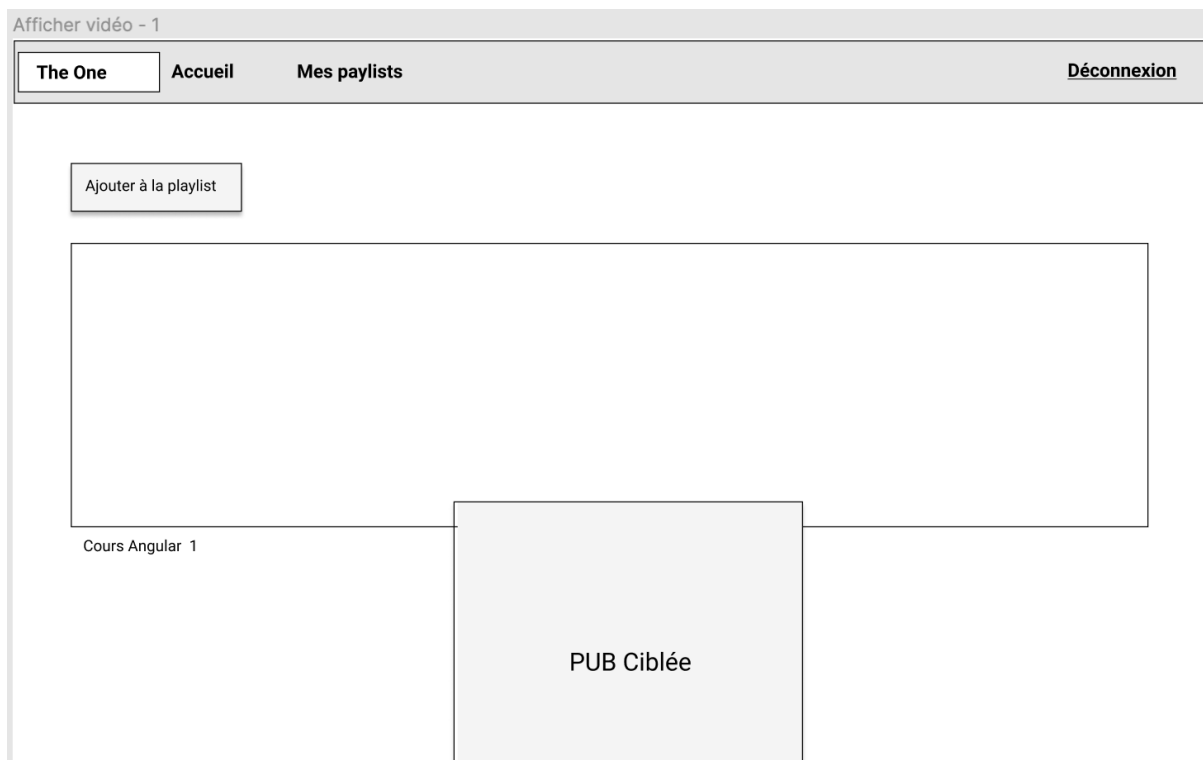 Afficher vidéo - 1
The One Accueil Mes paylists Déconnexion
Ajouter à la playlist
Cours Angular 1
PUB Ciblée